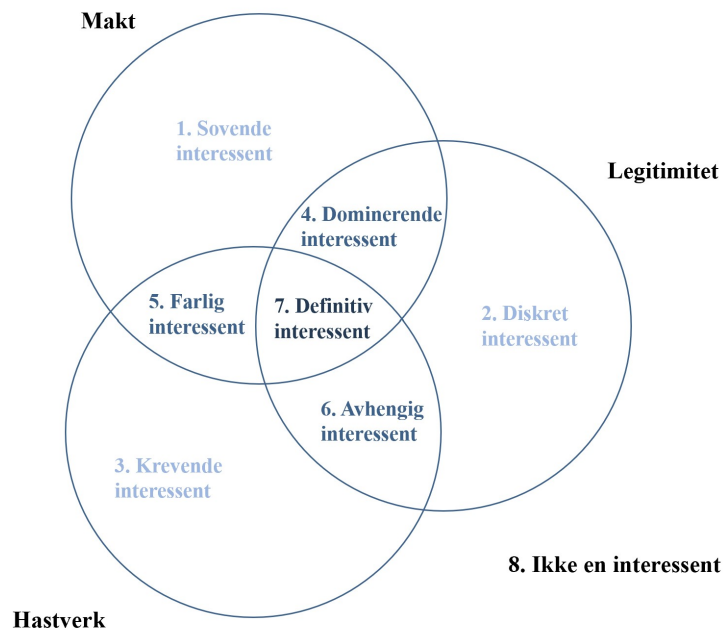 Makt
1. Sovende
interessent
Legitimitet
4. Dominerende
interessent
5. Farlig
interessent
7. Definitiv
interessent
2. Diskret
interessent
6. Avhengig
interessent
3. Krevende
interessent
8. Ikke en interessent
Hastverk